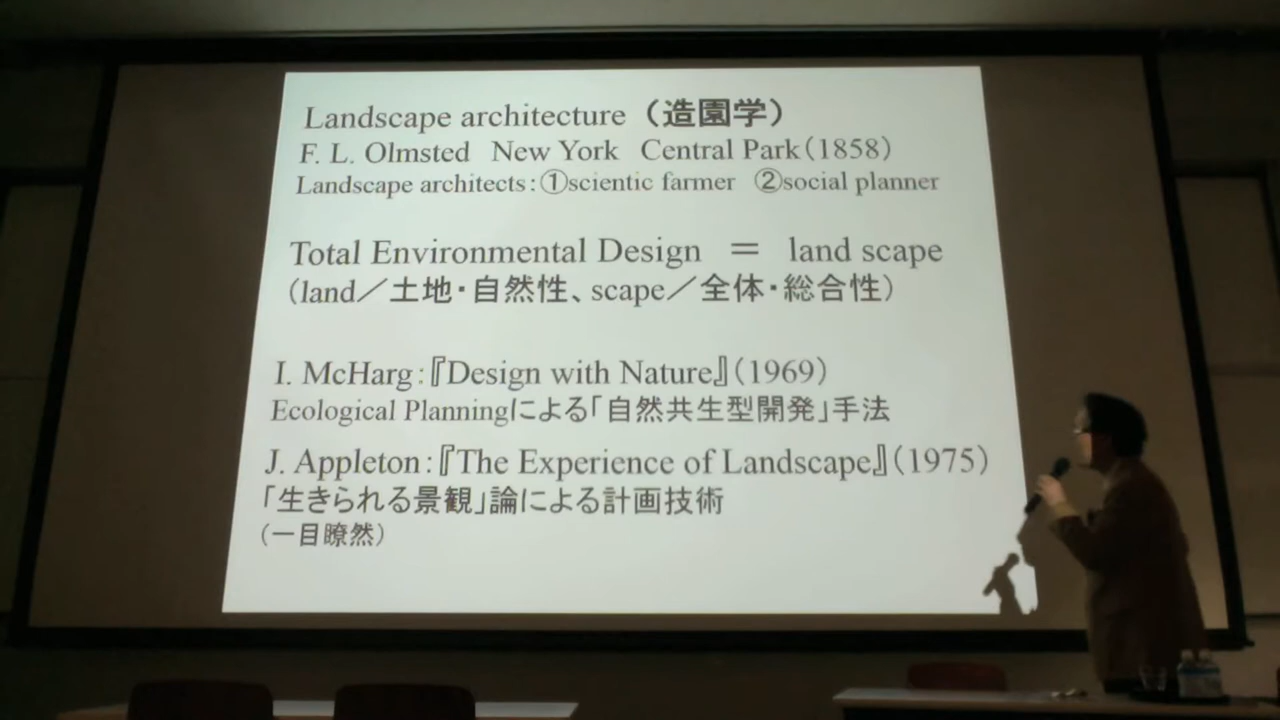 Landscape architecture（造園学）
F. L. Olmsted New York Central Park（1858）
Landscape architects：①scientic farmer ②social planner
Total Environmental Design ＝ land scape
（land／土地・自然性、scape／全体・総合性）
I. McHarg：『Design with Nature』（1969）
Ecological Planningによる「自然共生型開発」手法
J. Appleton：『The Experience of Landscape』（1975）
「生きられる景観」論による計画技術
（一目瞭然）